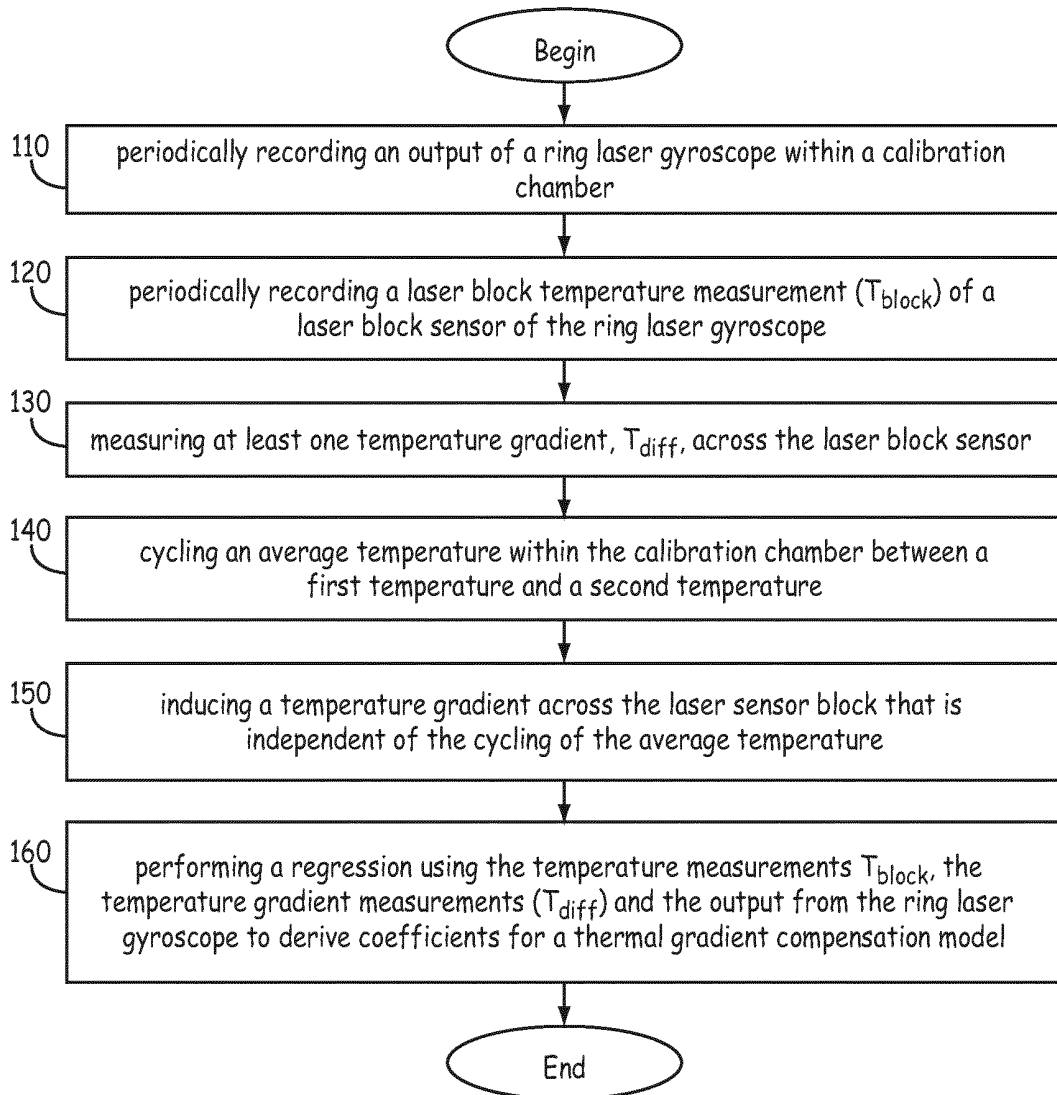 Begin
110
periodically recording an output of a ring laser gyroscope within a calibration
chamber
120
periodically recording a laser block temperature measurement (Tblock) of a
laser block sensor of the ring laser gyroscope
130
measuring at least one temperature gradient, Tdiff, across the laser block sensor
140
cycling an average temperature within the calibration chamber between a
first temperature and a second temperature
150
inducing a temperature gradient across the laser sensor block that is
independent of the cycling of the average temperature
160
performing a regression using the temperature measurements Tblock, the
temperature gradient measurements (Tdiff) and the output from the ring laser
gyroscope to derive coefficients for a thermal gradient compensation model
End